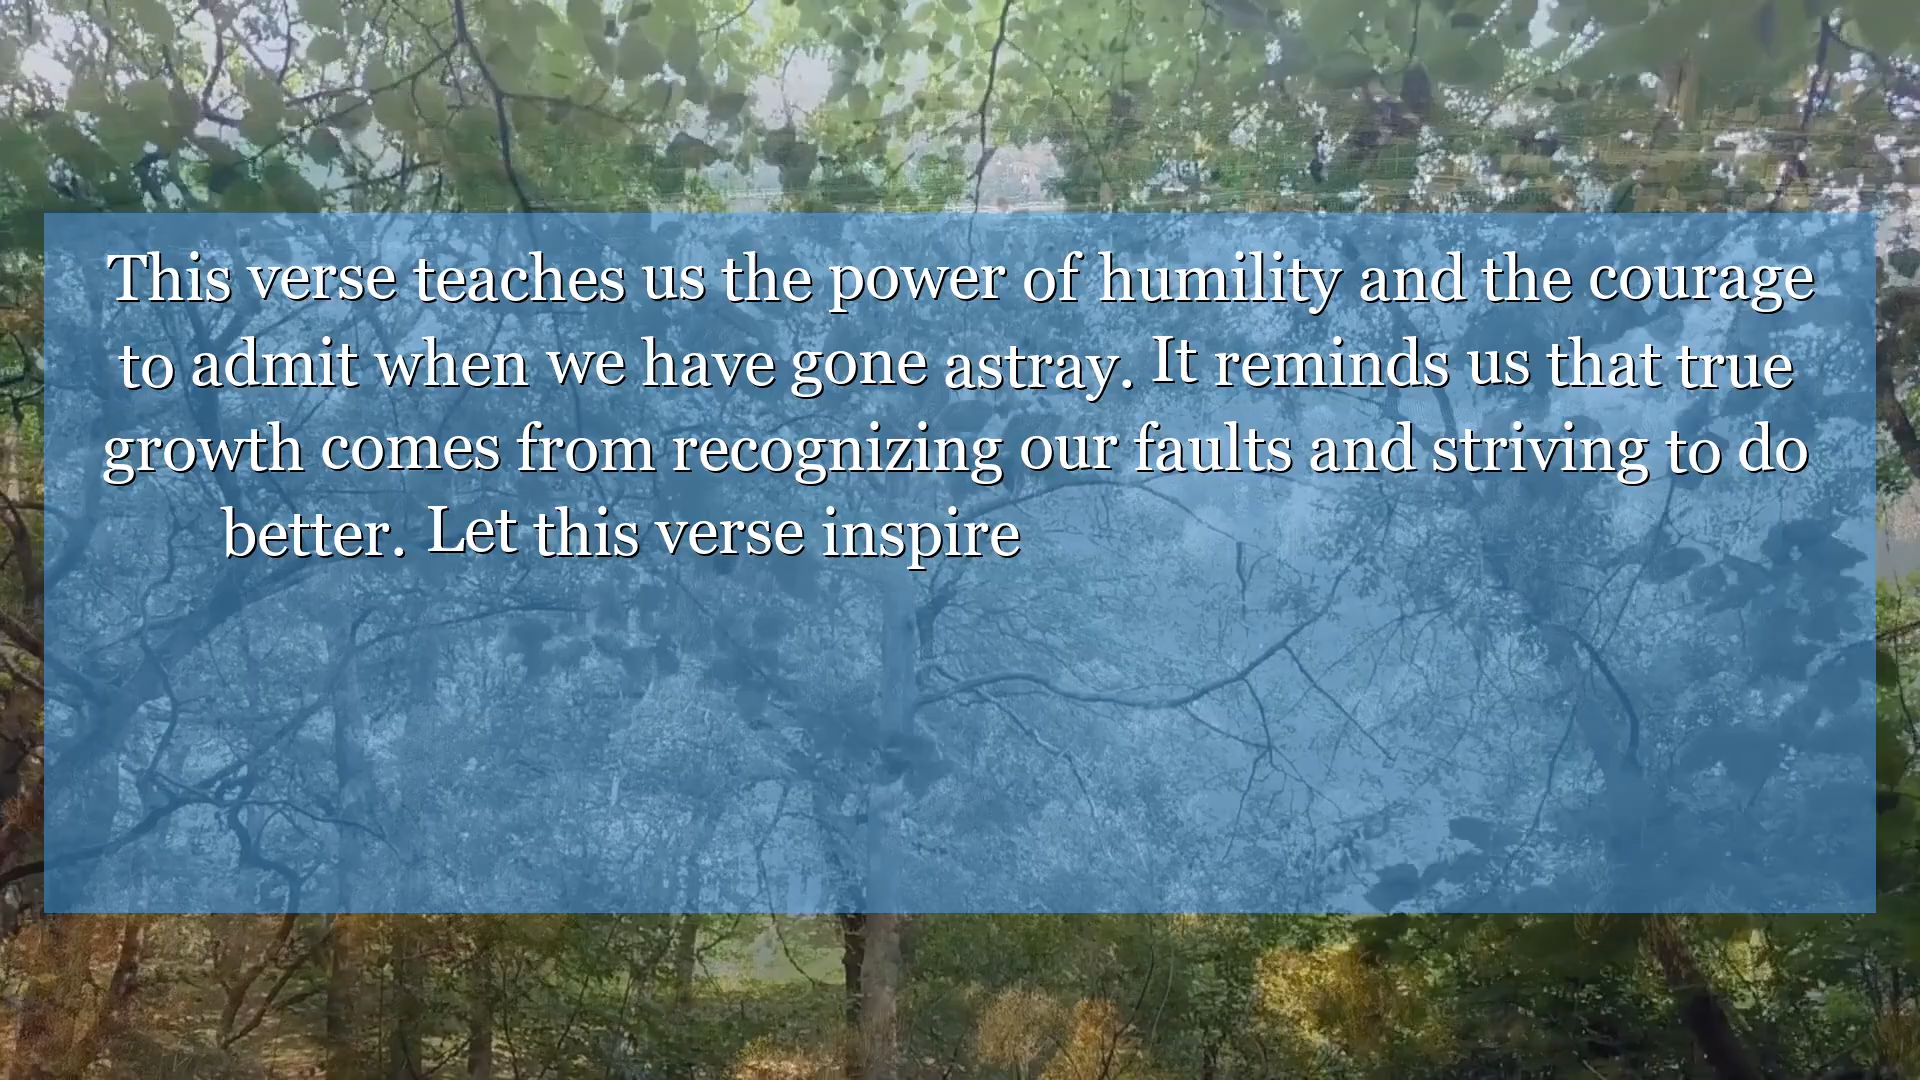 This verse teaches us the power of humility and the courage
to admit when we have gone astray. It reminds us that true
growth comes from recognizing our faults and striving to do
better. Let this verse inspire